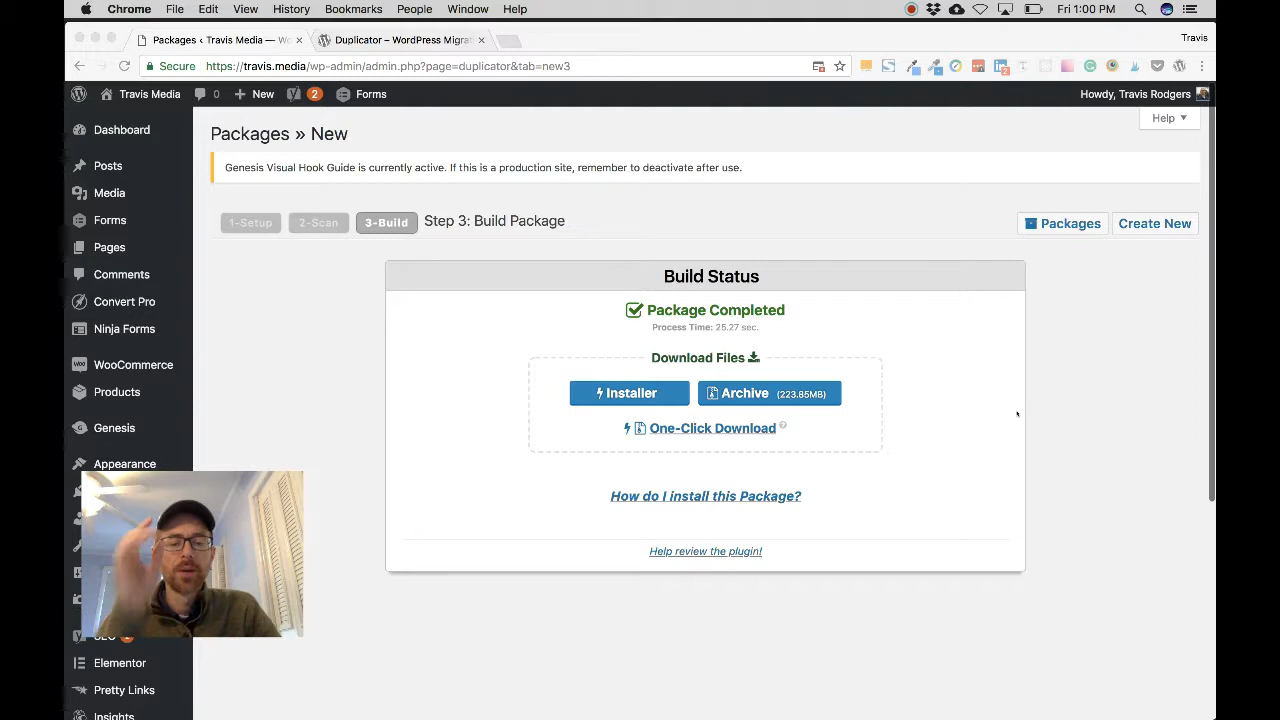 Chrome File Edit View History Bookmarks People Window Help Fri 1:00 PM
Packages ‹ Travis Media — Wo × Duplicator – WordPress Migrat × Travis
Secure https://travis.media/wp-admin/admin.php?page=duplicator&tab=new3
Travis Media 0 New 2 Forms Howdy, Travis Rodgers
Help ▼
Dashboard
Posts
Media
Forms
Pages
Comments
Convert Pro
Ninja Forms
WooCommerce
Products
Genesis
Appearance
SEO
Elementor
Pretty Links
Insights
Packages » New
Genesis Visual Hook Guide is currently active. If this is a production site, remember to deactivate after use.
1-Setup 2-Scan 3-Build Step 3: Build Package Packages Create New
Build Status
Package Completed
Process Time: 25.27 sec.
Download Files
Installer Archive (223.85MB)
One-Click Download ?
How do I install this Package?
Help review the plugin!